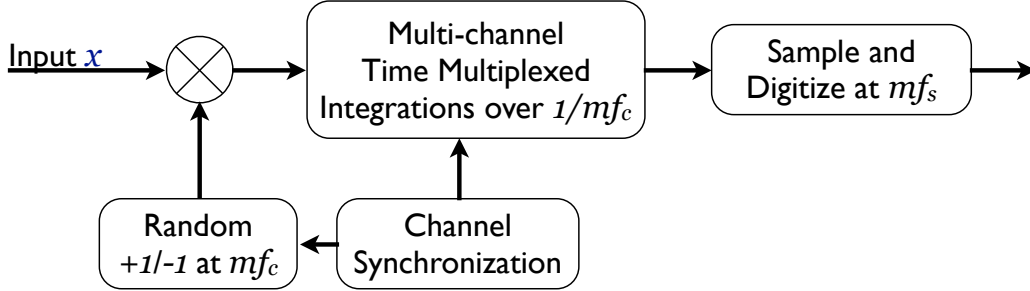 Input x
Multi-channel
Time Multiplexed
Integrations over 1/mfc
Sample and
Digitize at mfs
Random
+1/-1 at mfc
Channel
Synchronization